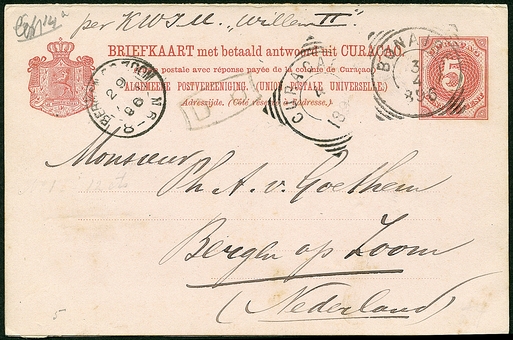 per KWIM. „Willem II"
BRIEFKAART met betaald antwoord uit CURAÇAO.
postale avec réponse payée de la colonie de Curaçao
ALGEMEENE POSTVEREENIGING. (UNION POSTALE UNIVERSELLE.)
Adreszijde. (Côté réservé à l'adresse.)
BERGEN OP ZOOM
CURAÇAO
BONAIRE
5
Monsieur
Ph. A. v. Goethem
Bergen op Zoom
(Nederland)